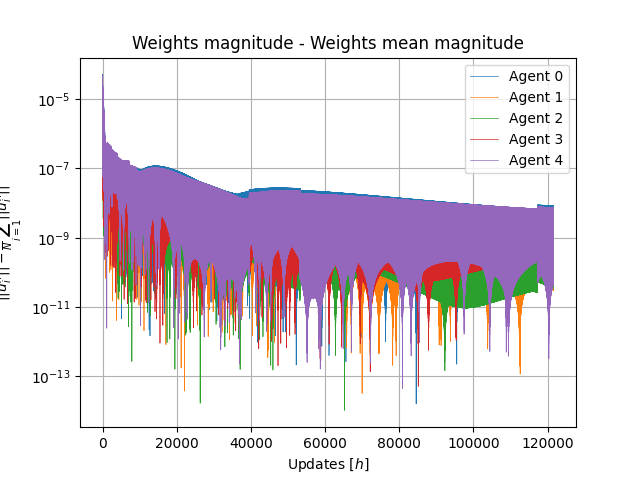 Weights magnitude - Weights mean magnitude
Agent 0
Agent 1
Agent 2
Agent 3
Agent 4
10⁻⁵
10⁻⁷
10⁻⁹
10⁻¹¹
10⁻¹³
0 20000 40000 60000 80000 100000 120000
Updates [h]